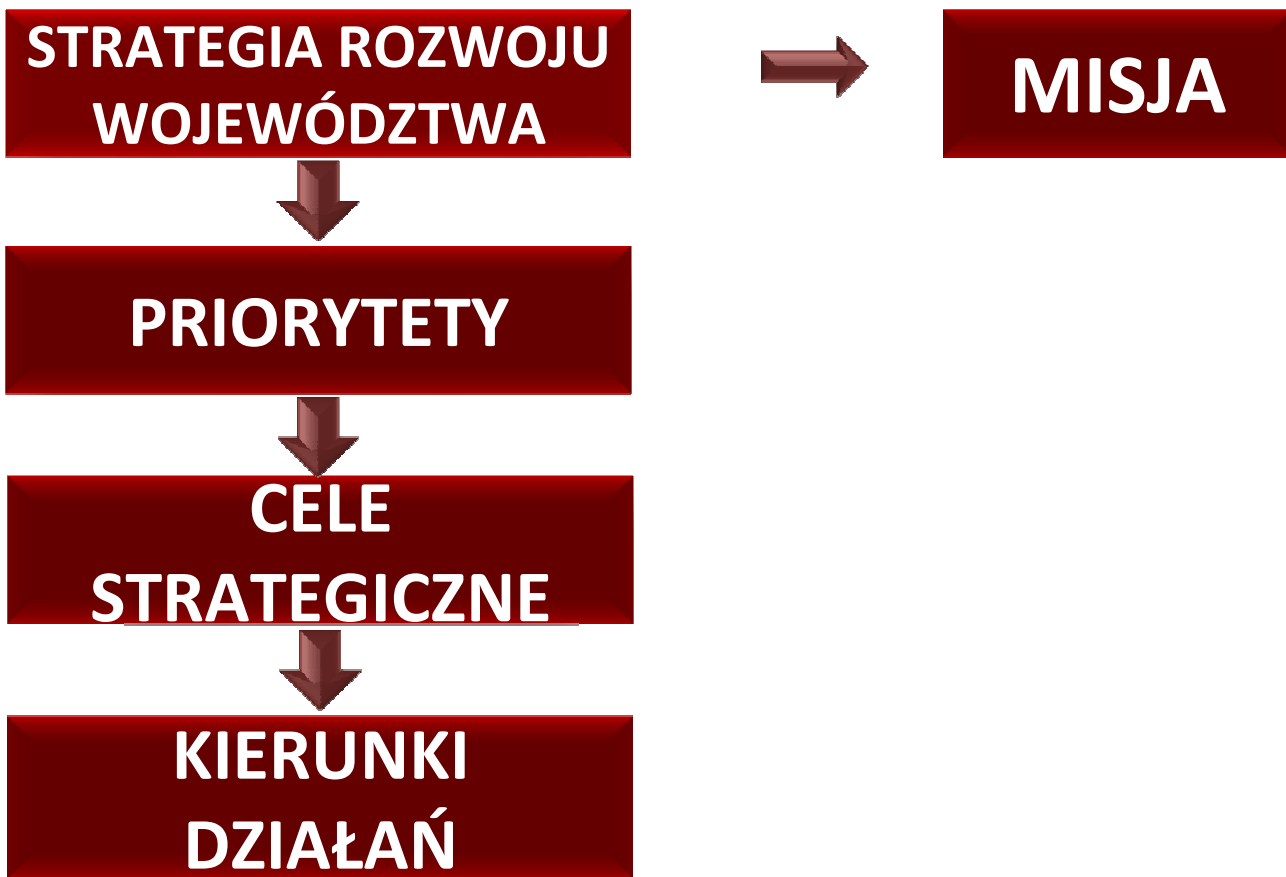 STRATEGIA ROZWOJU
WOJEWÓDZTWA
MISJA
PRIORYTETY
CELE
STRATEGICZNE
KIERUNKI
DZIAŁAŃ